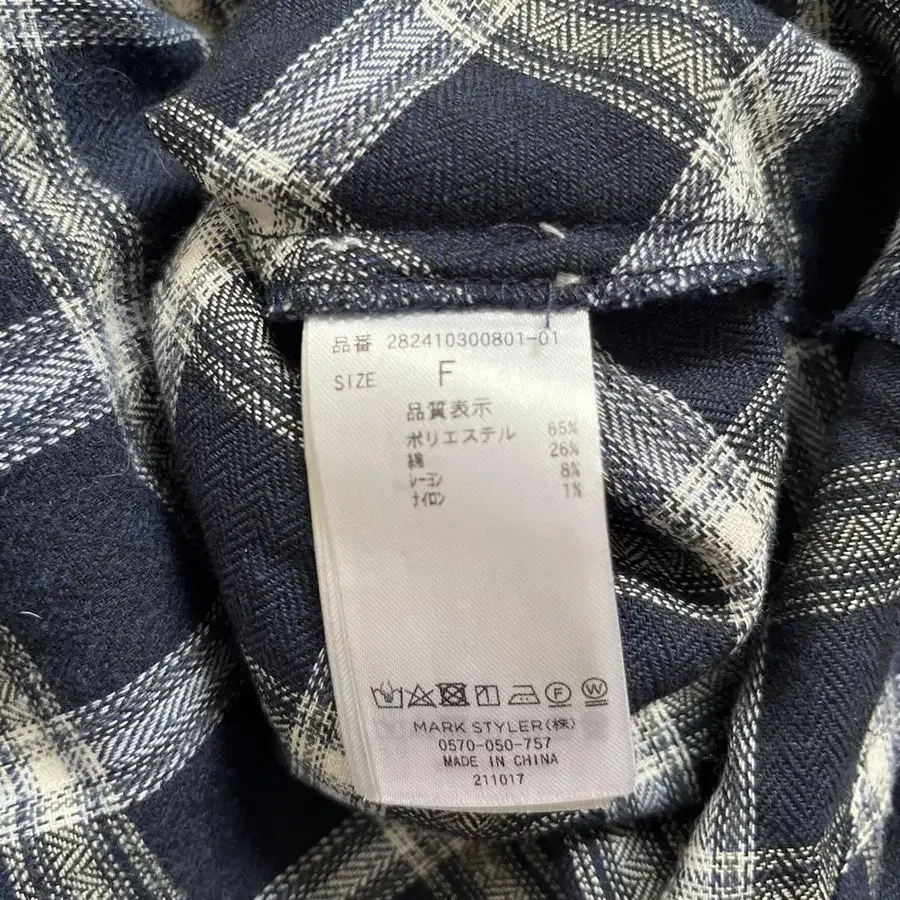 品番 282410300801-01
SIZE F
品質表示
ポリエステル 65%
綿 26%
レーヨン 8%
ナイロン 1%
F W
MARK STYLER(株)
0570-050-757
MADE IN CHINA
211017